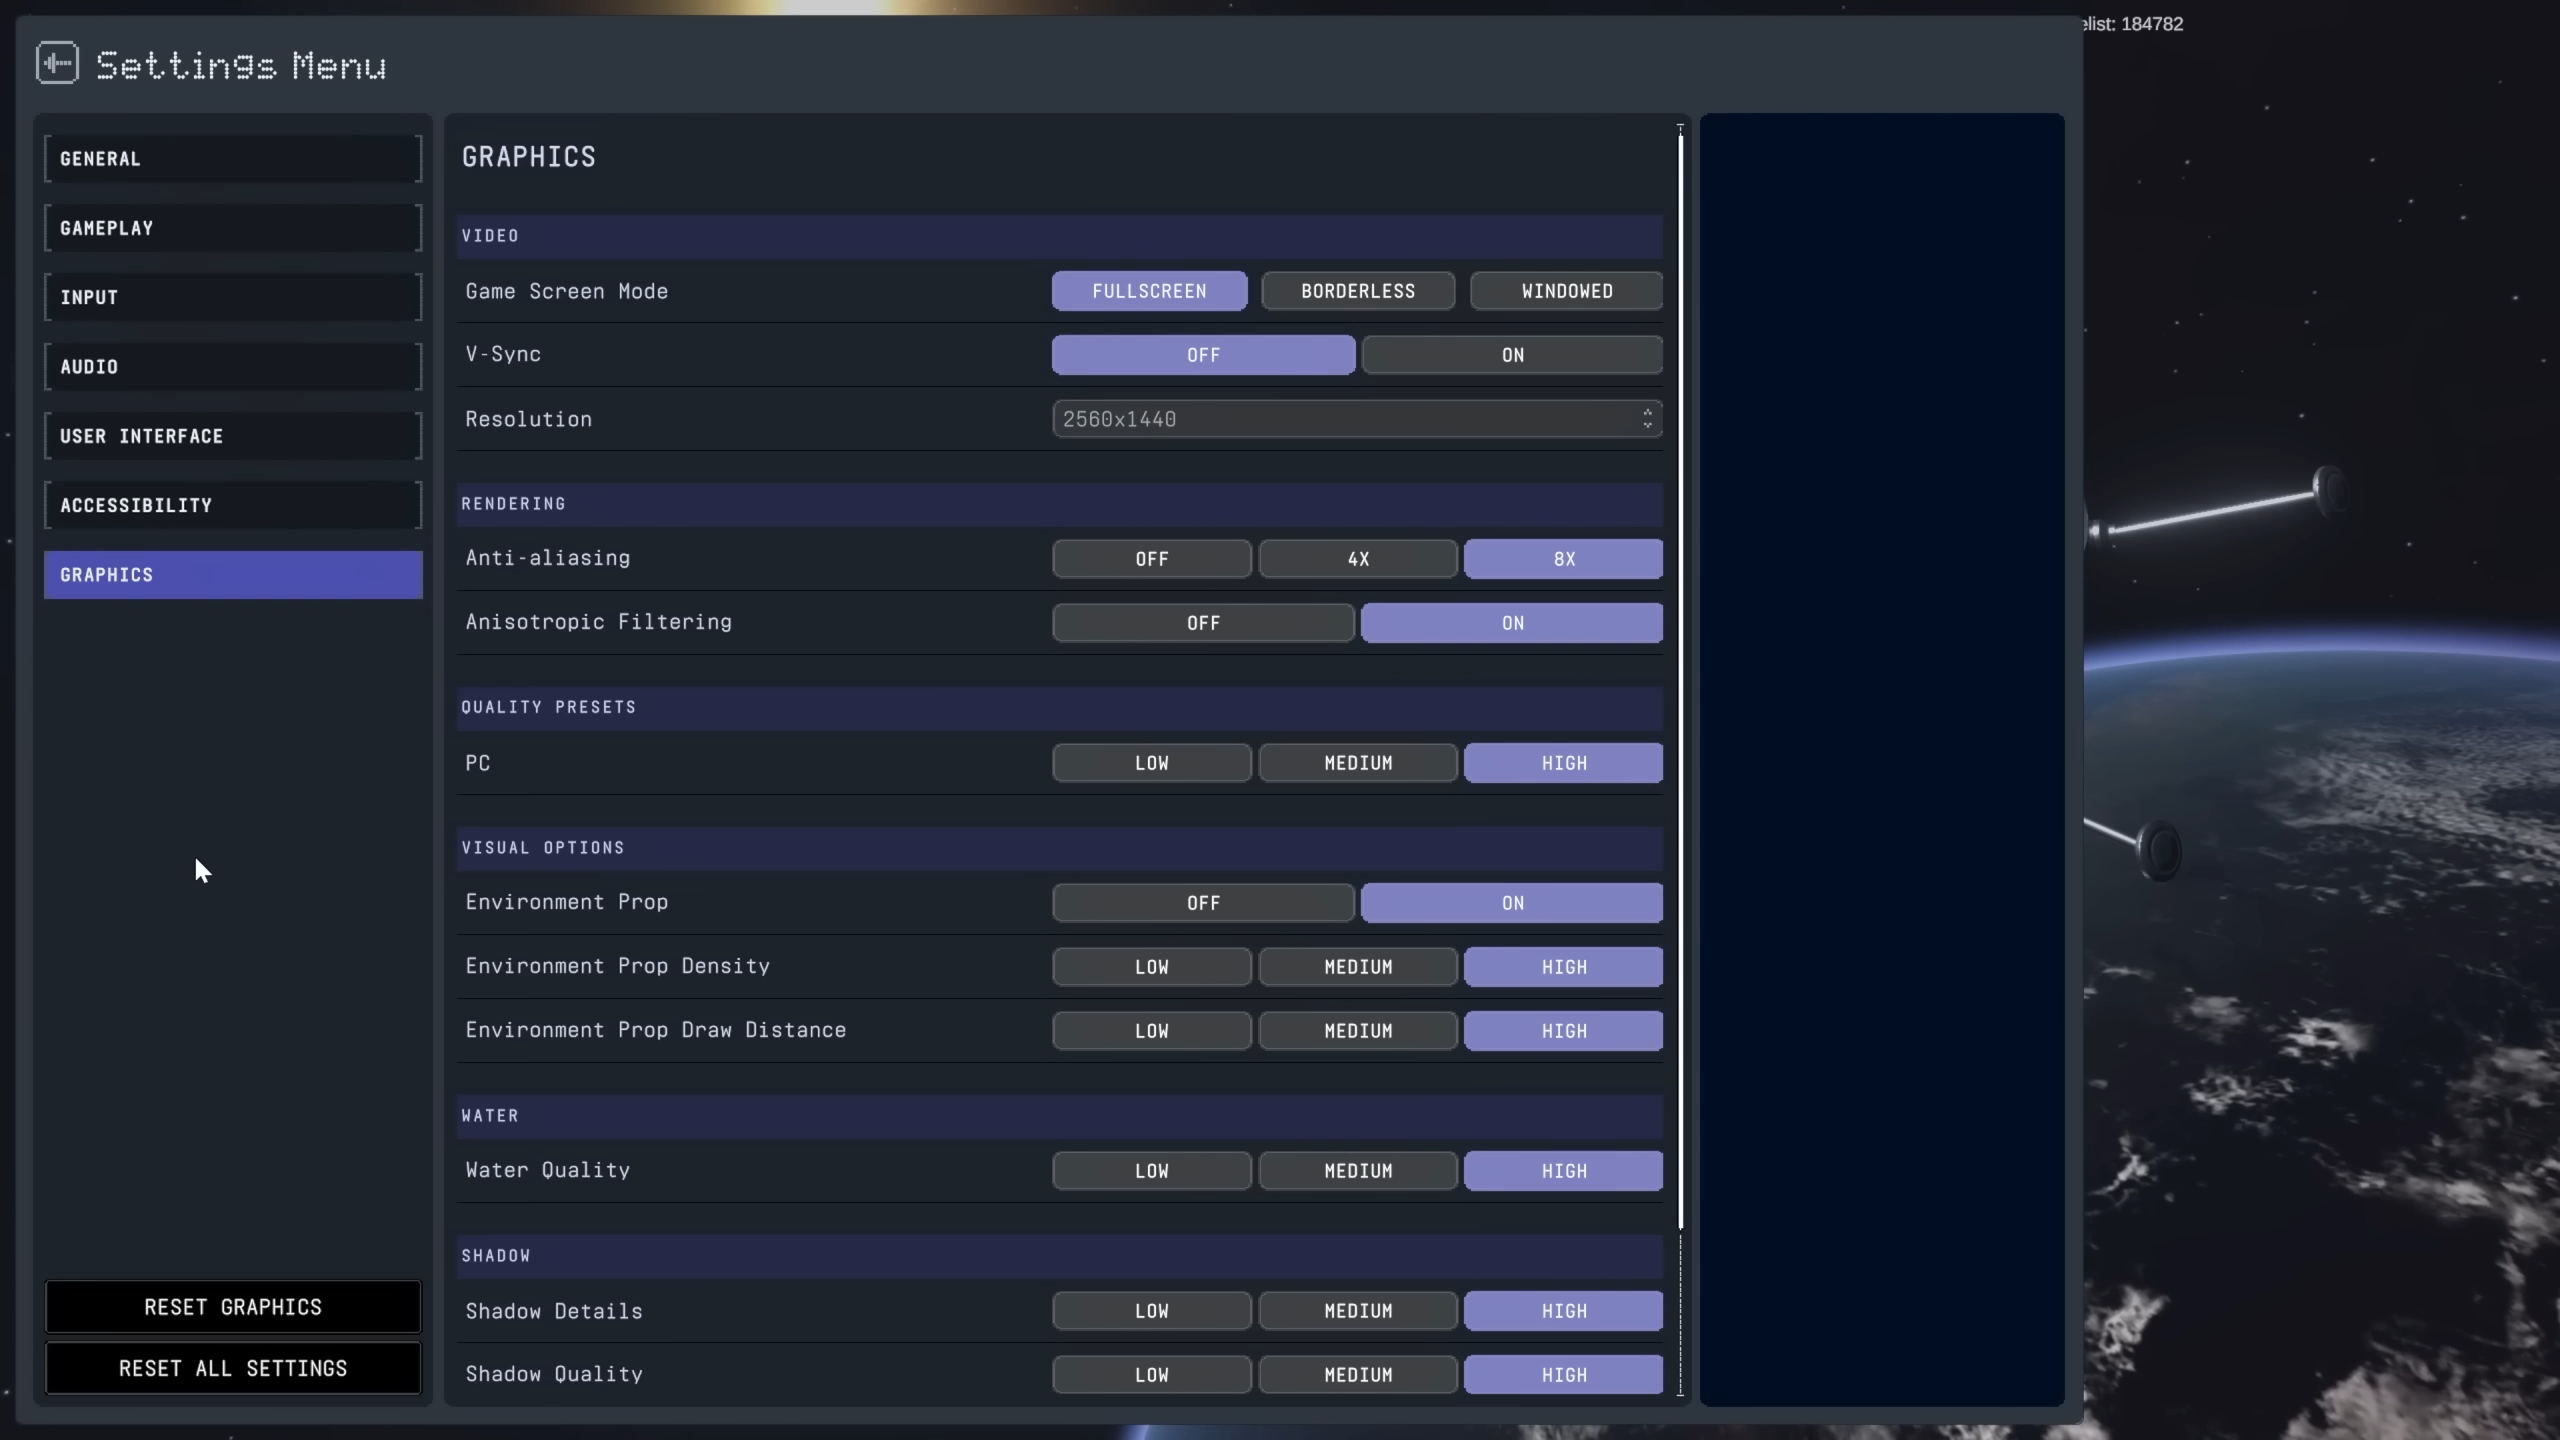 elist: 184782
Settings Menu
GENERAL
GAMEPLAY
INPUT
AUDIO
USER INTERFACE
ACCESSIBILITY
GRAPHICS
RESET GRAPHICS
RESET ALL SETTINGS
GRAPHICS
VIDEO
Game Screen Mode FULLSCREEN BORDERLESS WINDOWED
V-Sync OFF ON
Resolution 2560x1440
RENDERING
Anti-aliasing OFF 4X 8X
Anisotropic Filtering OFF ON
QUALITY PRESETS
PC LOW MEDIUM HIGH
VISUAL OPTIONS
Environment Prop OFF ON
Environment Prop Density LOW MEDIUM HIGH
Environment Prop Draw Distance LOW MEDIUM HIGH
WATER
Water Quality LOW MEDIUM HIGH
SHADOW
Shadow Details LOW MEDIUM HIGH
Shadow Quality LOW MEDIUM HIGH